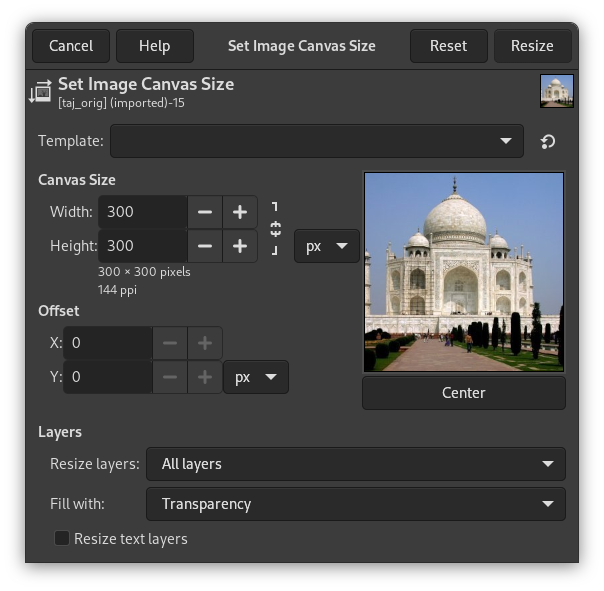 Cancel Help Set Image Canvas Size Reset Resize
Set Image Canvas Size
[taj_orig] (imported)-15
Template:
Canvas Size
Width: 300
Height: 300 px
300 × 300 pixels
144 ppi
Offset
X: 0
Y: 0 px
Center
Layers
Resize layers: All layers
Fill with: Transparency
Resize text layers